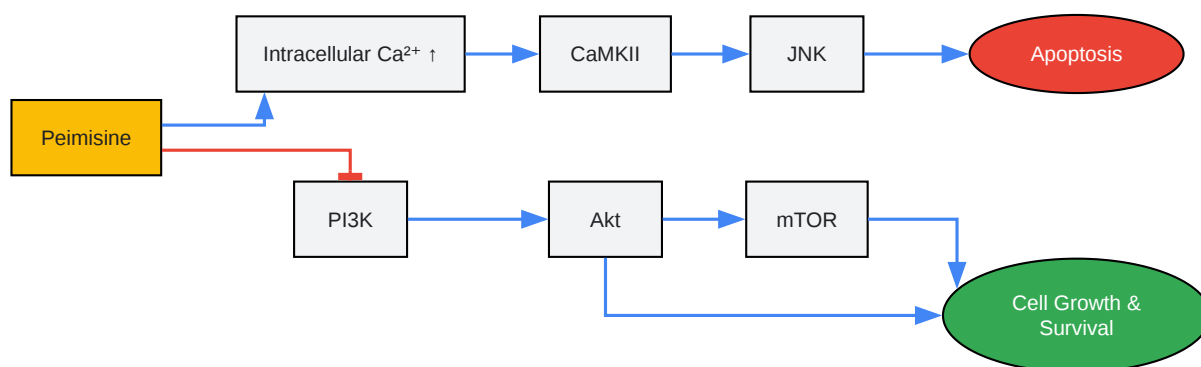 Intracellular Ca²⁺ ↑
CaMKII
JNK
Apoptosis
Peimisine
PI3K
Akt
mTOR
Cell Growth &
Survival